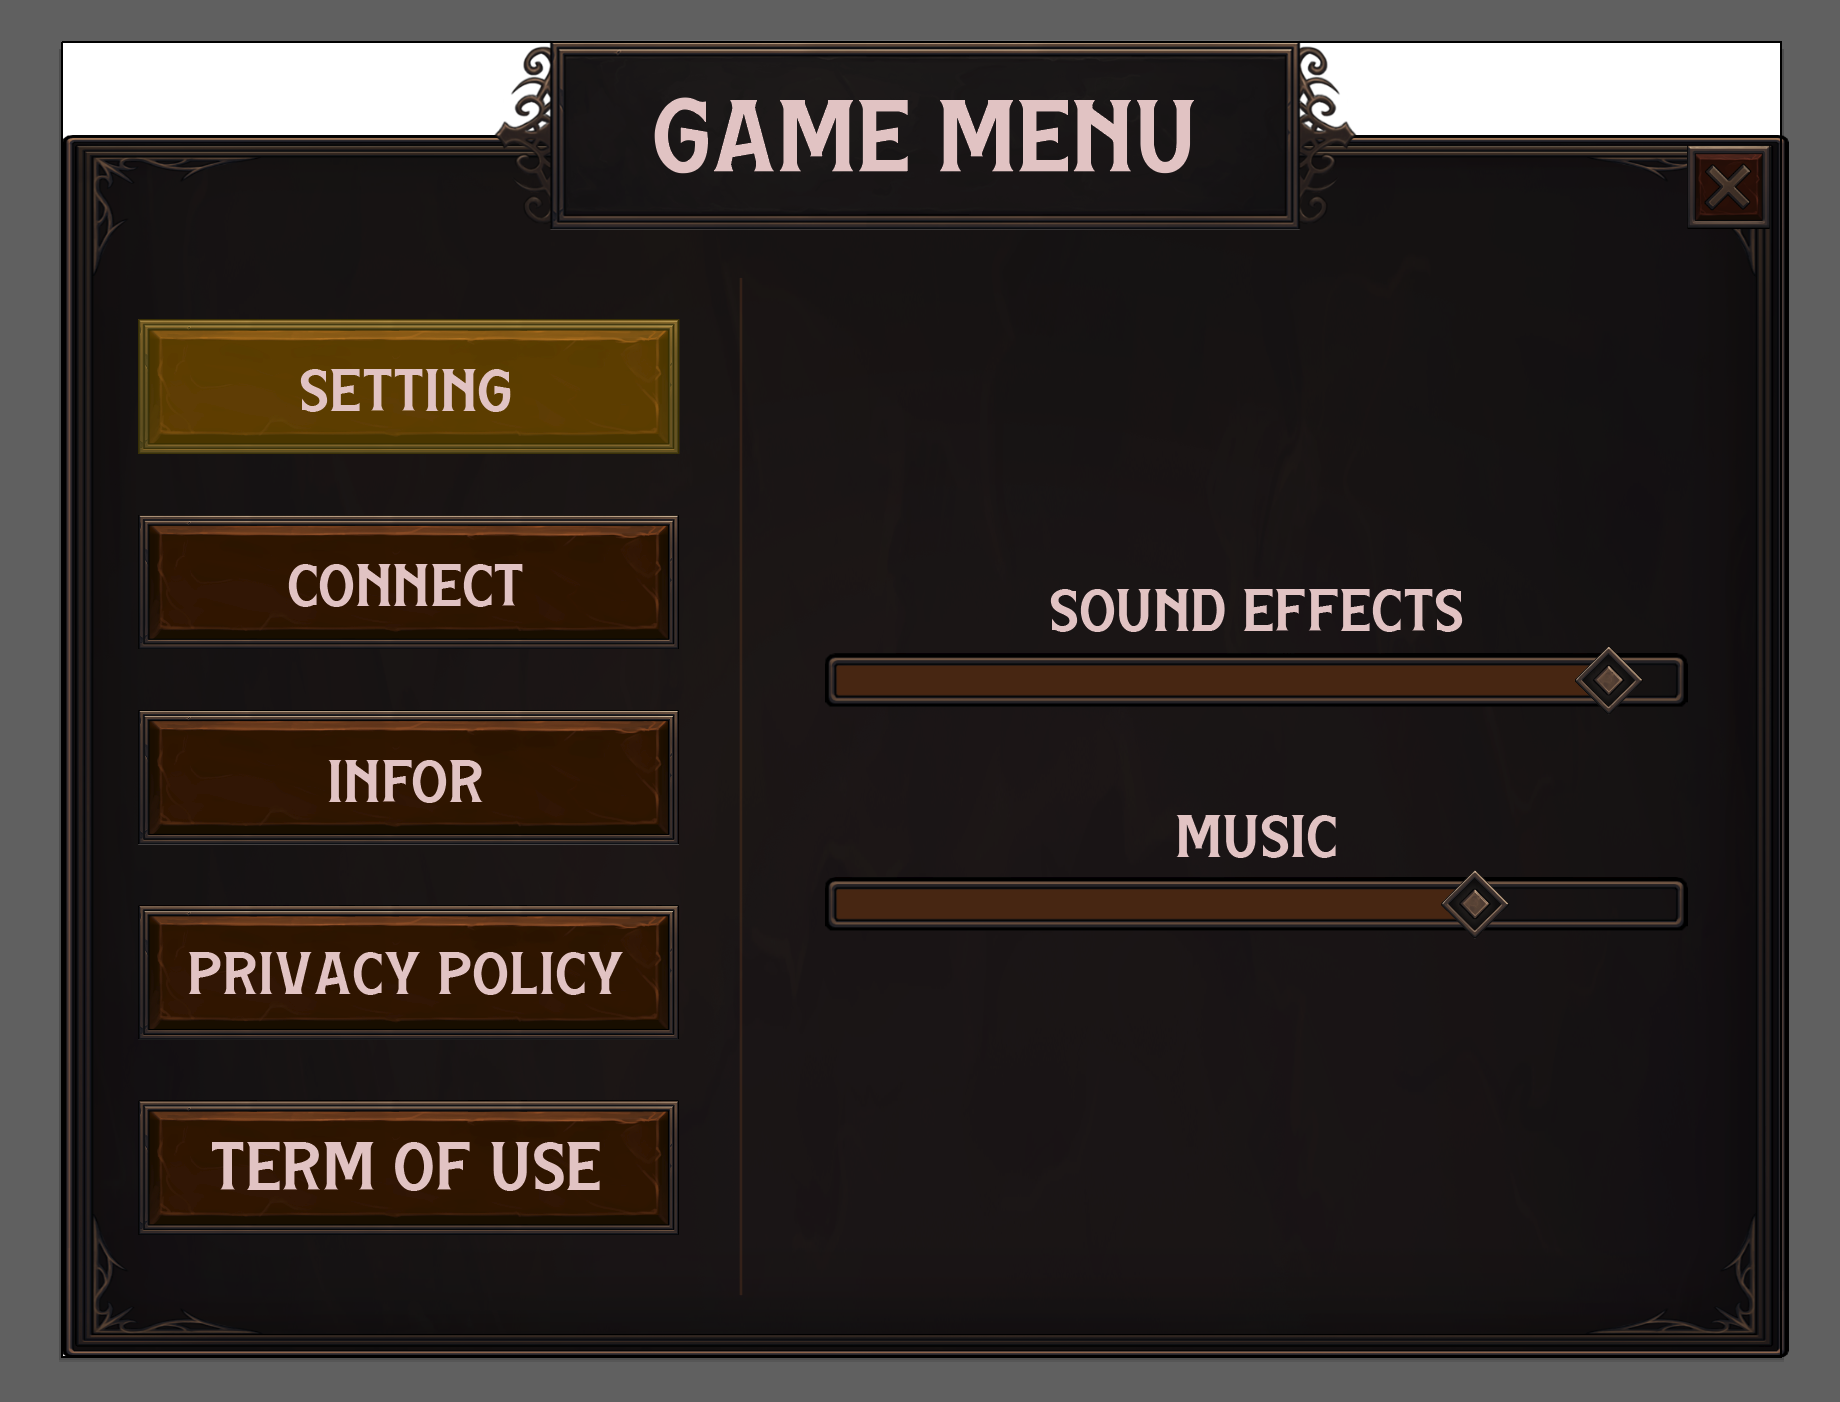 GAME MENU
SETTING
CONNECT
INFOR
PRIVACY POLICY
TERM OF USE
SOUND EFFECTS
MUSIC